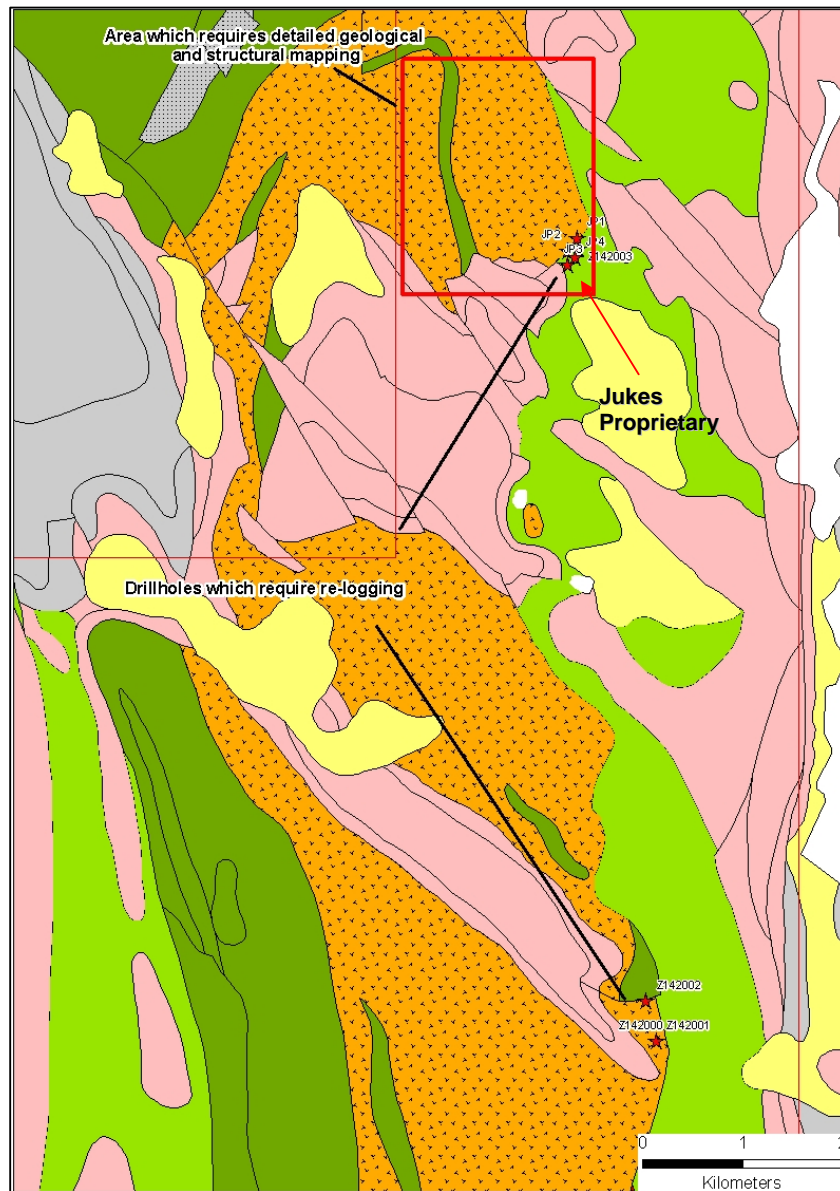 Area which requires detailed geological
and structural mapping
JP1
JP2
JP4
JP3
Z142003
Jukes
Proprietary
Drillholes which require re-logging
Z142002
Z142000 Z142001
0 1 2
Kilometers